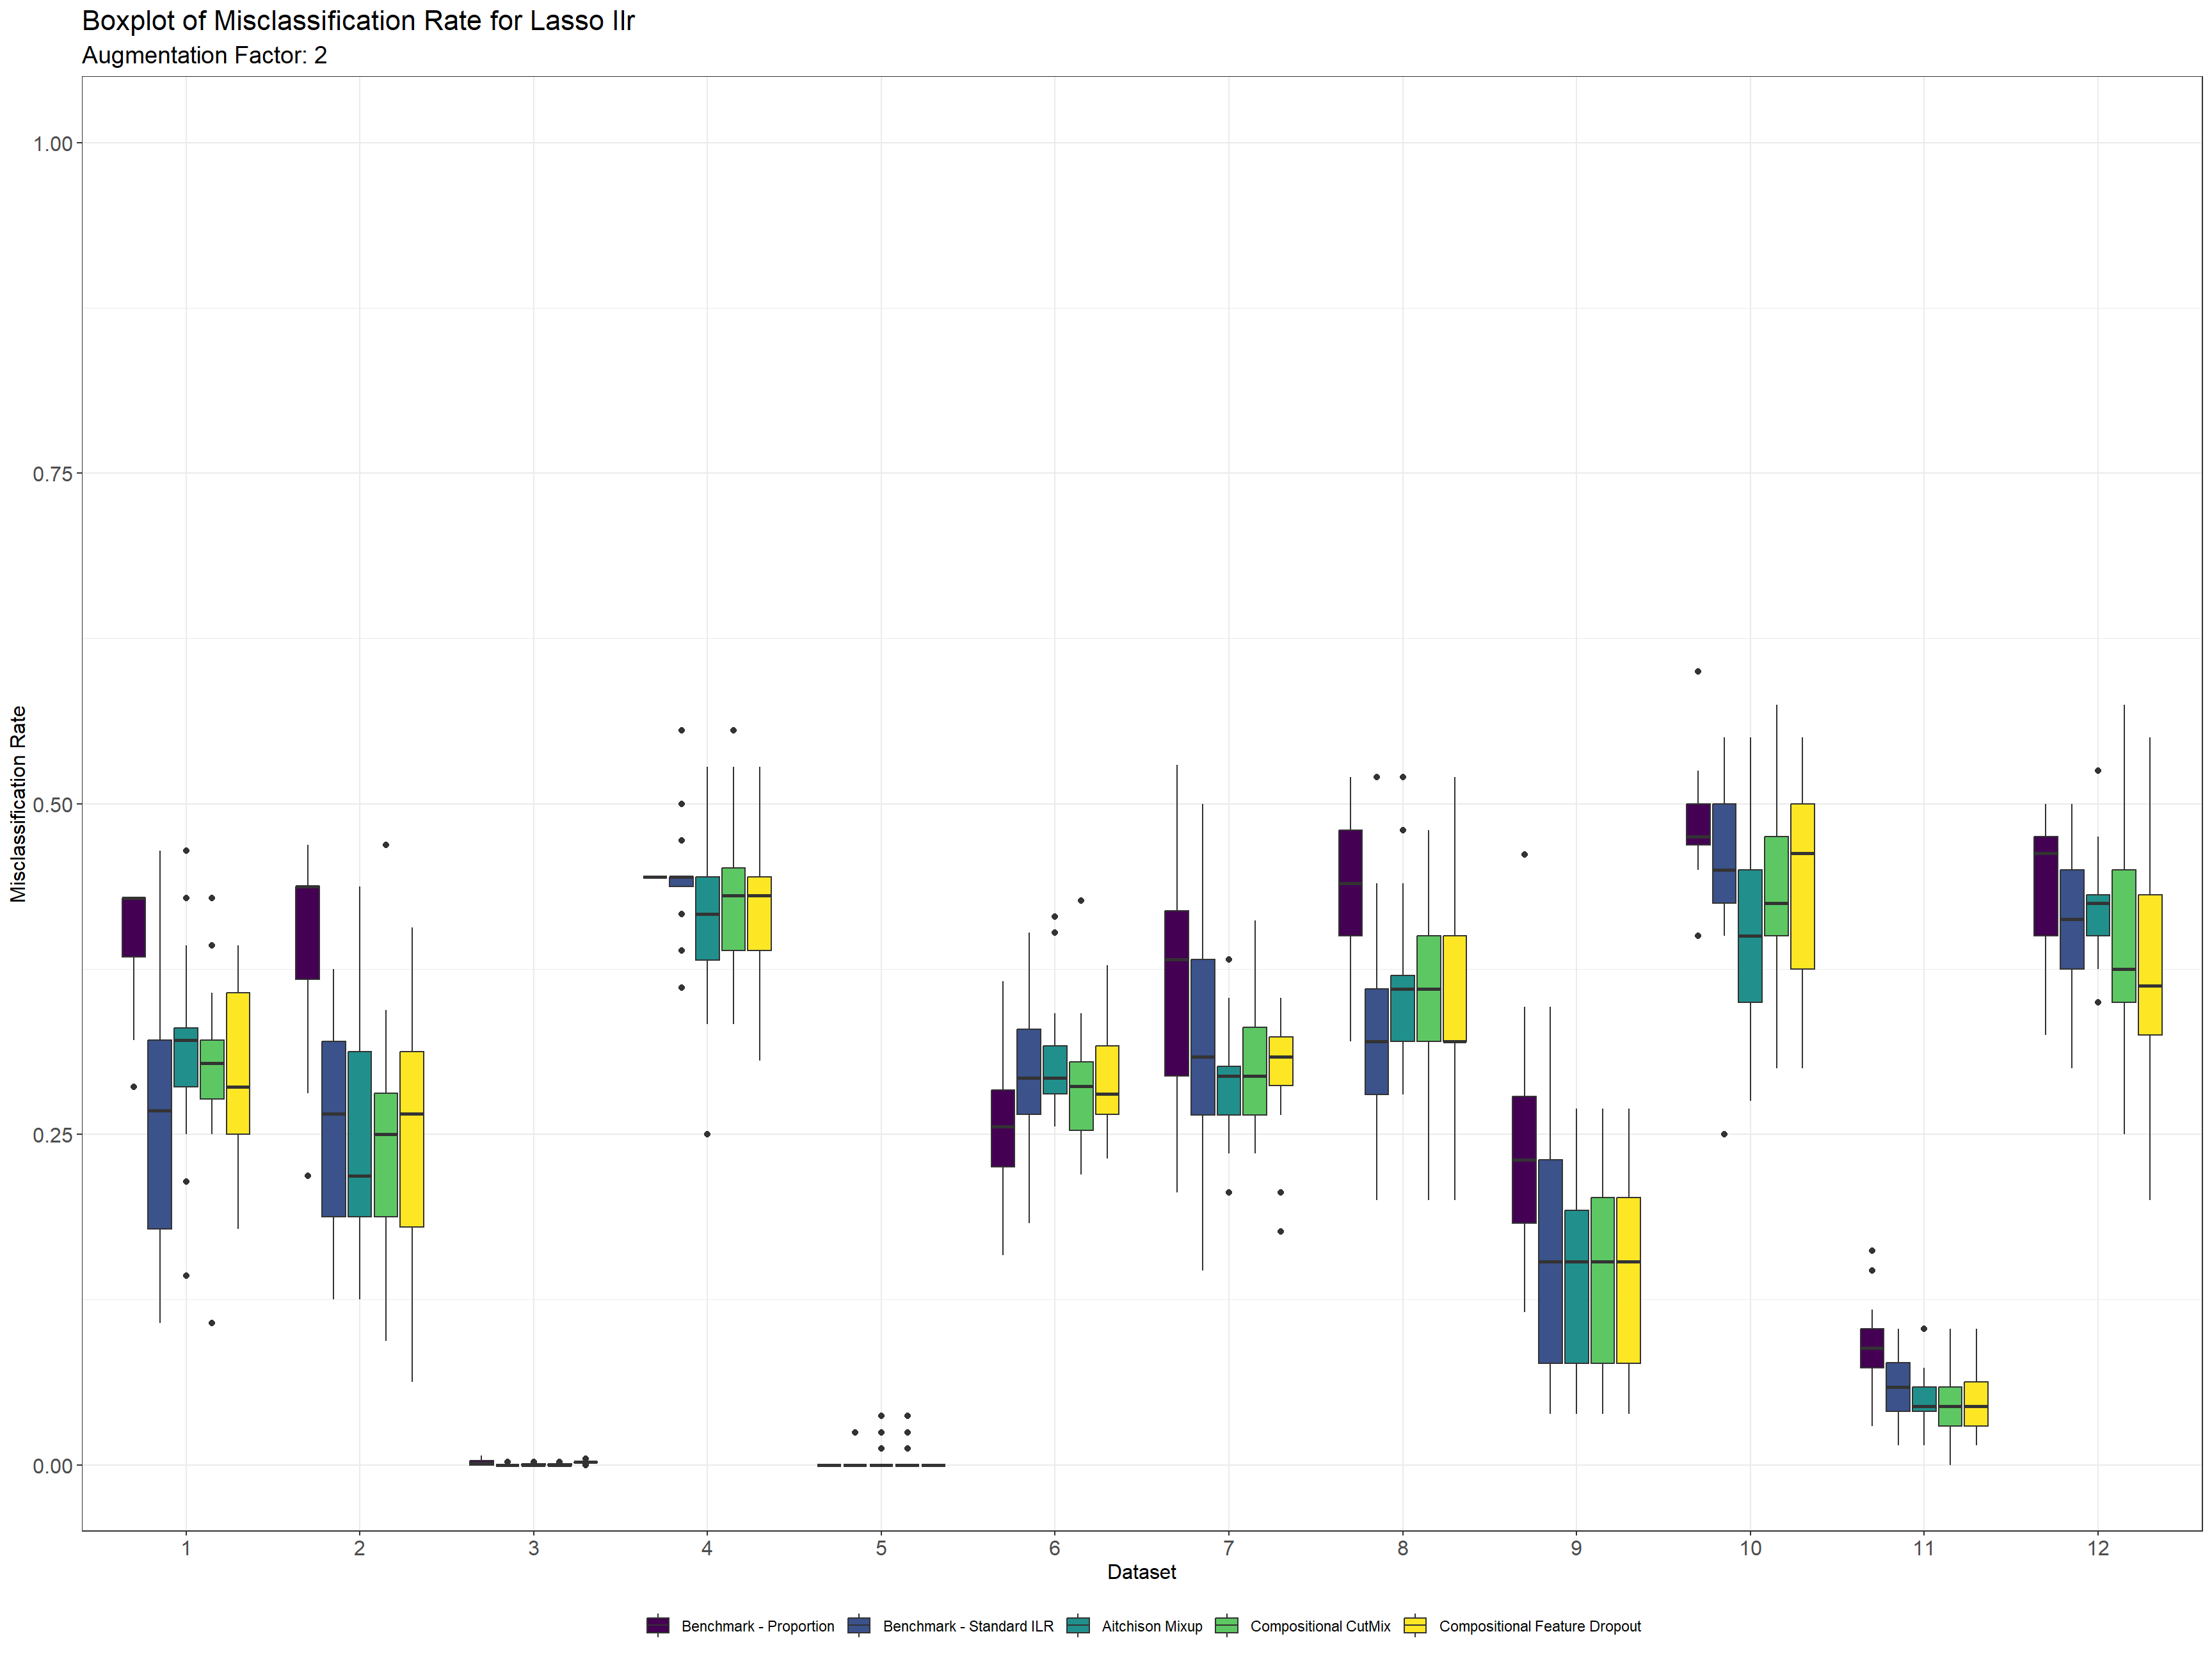 Boxplot of Misclassification Rate for Lasso Ilr
Augmentation Factor: 2
Misclassification Rate
1.00
0.75
0.50
0.25
0.00
1 2 3 4 5 6 7 8 9 10 11 12
Dataset
Benchmark - Proportion Benchmark - Standard ILR Aitchison Mixup Compositional CutMix Compositional Feature Dropout